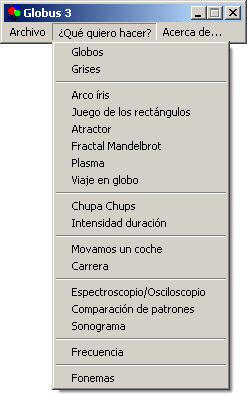 Globus 3
Archivo ¿Qué quiero hacer? Acerca de...
Globos
Grises
Arco íris
Juego de los rectángulos
Atractor
Fractal Mandelbrot
Plasma
Viaje en globo
Chupa Chups
Intensidad duración
Movamos un coche
Carrera
Espectroscopio/Osciloscopio
Comparación de patrones
Sonograma
Frecuencia
Fonemas